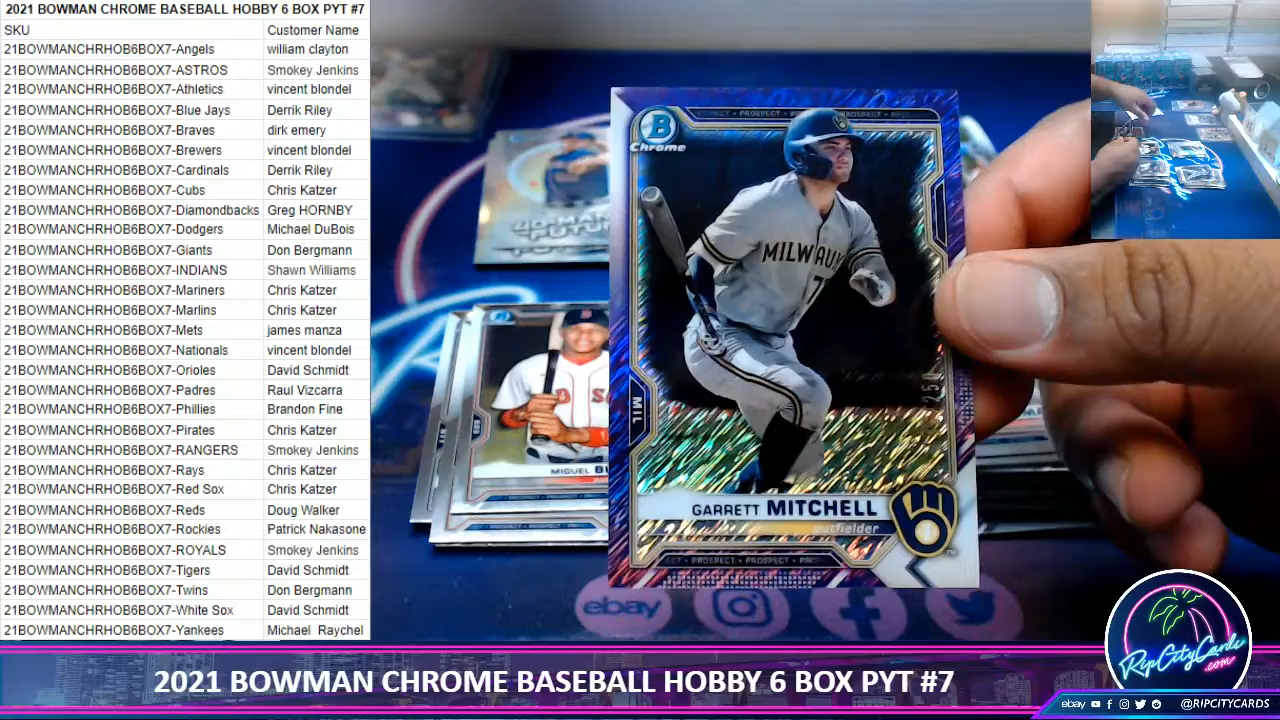 2021 BOWMAN CHROME BASEBALL HOBBY 6 BOX PYT #7
SKU Customer Name
21BOWMANCHRHOB6BOX7-Angels william clayton
21BOWMANCHRHOB6BOX7-ASTROS Smokey Jenkins
21BOWMANCHRHOB6BOX7-Athletics vincent blondel
21BOWMANCHRHOB6BOX7-Blue Jays Derrik Riley
21BOWMANCHRHOB6BOX7-Braves dirk emery
21BOWMANCHRHOB6BOX7-Brewers vincent blondel
21BOWMANCHRHOB6BOX7-Cardinals Derrik Riley
21BOWMANCHRHOB6BOX7-Cubs Chris Katzer
21BOWMANCHRHOB6BOX7-Diamondbacks Greg HORNBY
21BOWMANCHRHOB6BOX7-Dodgers Michael DuBois
21BOWMANCHRHOB6BOX7-Giants Don Bergmann
21BOWMANCHRHOB6BOX7-INDIANS Shawn Williams
21BOWMANCHRHOB6BOX7-Mariners Chris Katzer
21BOWMANCHRHOB6BOX7-Marlins Chris Katzer
21BOWMANCHRHOB6BOX7-Mets james manza
21BOWMANCHRHOB6BOX7-Nationals vincent blondel
21BOWMANCHRHOB6BOX7-Orioles David Schmidt
21BOWMANCHRHOB6BOX7-Padres Raul Vizcarra
21BOWMANCHRHOB6BOX7-Phillies Brandon Fine
21BOWMANCHRHOB6BOX7-Pirates Chris Katzer
21BOWMANCHRHOB6BOX7-RANGERS Smokey Jenkins
21BOWMANCHRHOB6BOX7-Rays Chris Katzer
21BOWMANCHRHOB6BOX7-Red Sox Chris Katzer
21BOWMANCHRHOB6BOX7-Reds Doug Walker
21BOWMANCHRHOB6BOX7-Rockies Patrick Nakasone
21BOWMANCHRHOB6BOX7-ROYALS Smokey Jenkins
21BOWMANCHRHOB6BOX7-Tigers David Schmidt
21BOWMANCHRHOB6BOX7-Twins Don Bergmann
21BOWMANCHRHOB6BOX7-White Sox David Schmidt
21BOWMANCHRHOB6BOX7-Yankees Michael Raychel
PROSPECT
B
Chrome
MILWAUK
7
MIL
GARRETT MITCHELL
outfielder
PROSPECT • PROSPECT
MIGUEL
ebay
RipCityCards
.com
2021 BOWMAN CHROME BASEBALL HOBBY 6 BOX PYT #7
ebay @RIPCITYCARDS